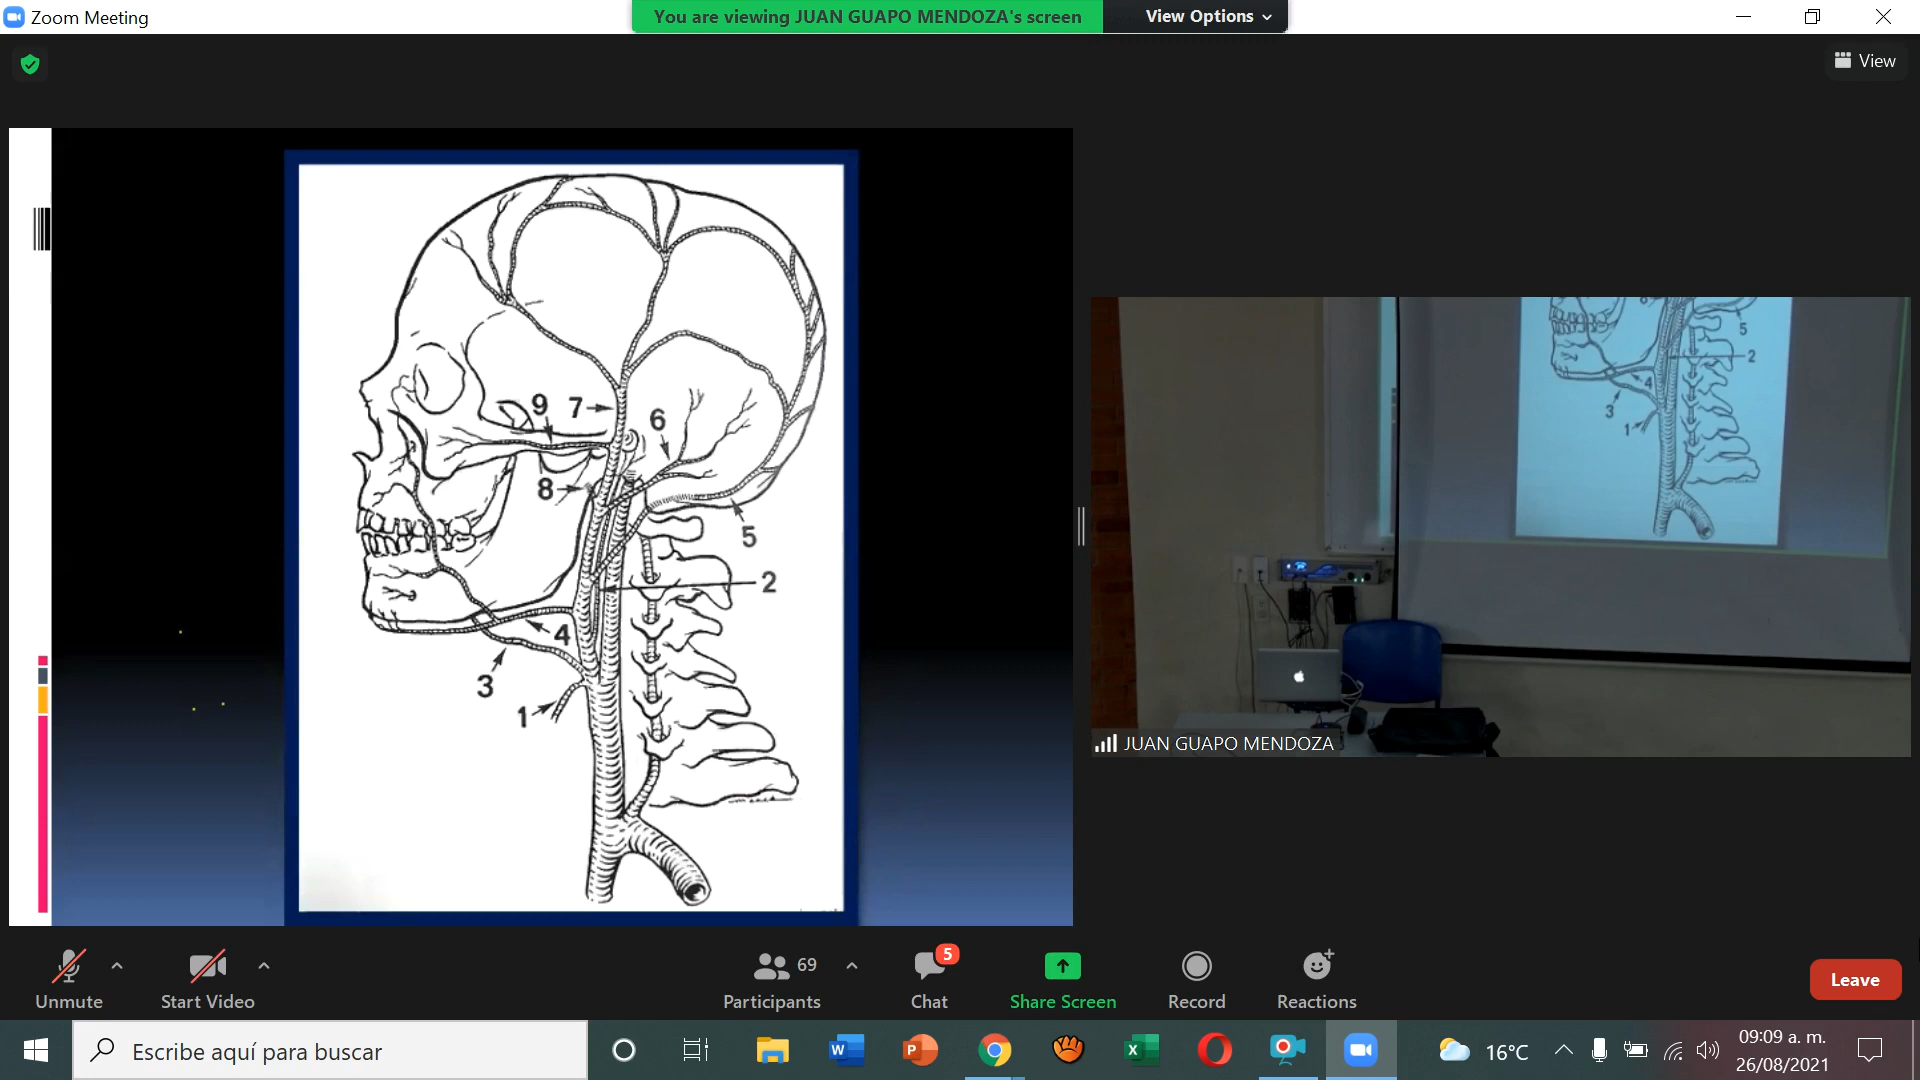 Zoom Meeting
You are viewing JUAN GUAPO MENDOZA's screen
View Options
View
9
7
6
8
5
2
4
3
1
5
2
4
3
1
JUAN GUAPO MENDOZA
Unmute
Start Video
69
Participants
5
Chat
Share Screen
Record
Reactions
Leave
Escribe aquí para buscar
W
P
X
16°C
09:09 a. m.
26/08/2021